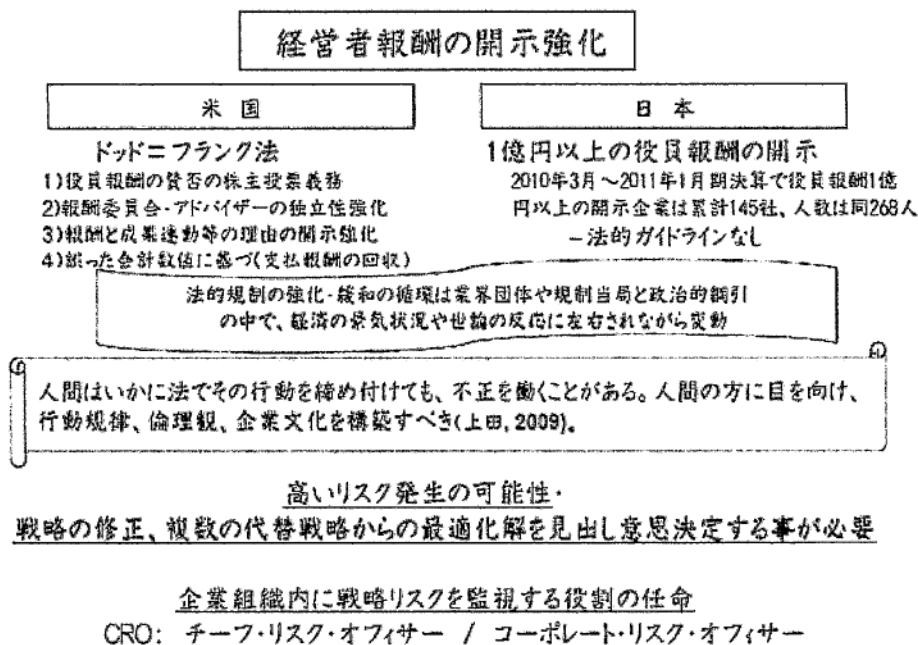 経営者報酬の開示強化
米国
ドッド＝フランク法
1)役員報酬の賛否の株主投票義務
2)報酬委員会・アドバイザーの独立性強化
3)報酬と成果連動等の理由の開示強化
4)誤った会計数値に基づ(支払報酬の回収)
日本
1億円以上の役員報酬の開示
2010年3月～2011年1月期決算で役員報酬1億
円以上の開示企業は累計145社、人数は同268人
－法的ガイドラインなし
法的規制の強化・緩和の循環は業界団体や規制当局と政治的綱引
の中で、経済の景気状況や世論の反応に左右されながら変動
人間はいかに法でその行動を締め付けても、不正を働くことがある。人間の方に目を向け、
行動規律、倫理観、企業文化を構築すべき(上田, 2009)。
高いリスク発生の可能性・
戦略の修正、複数の代替戦略からの最適化解を見出し意思決定する事が必要
企業組織内に戦略リスクを監視する役割の任命
CRO: チーフ・リスク・オフィサー / コーポレート・リスク・オフィサー